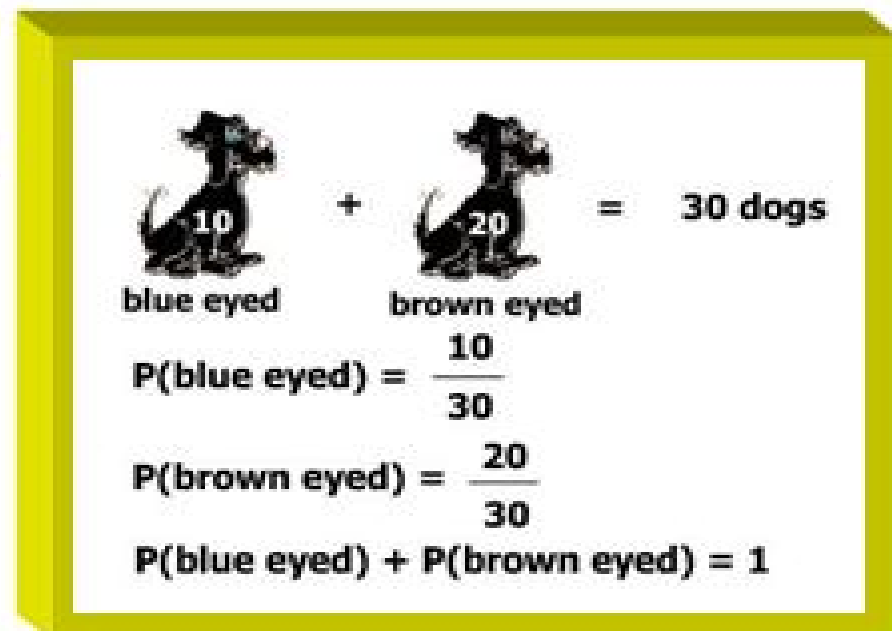 10 + 20 = 30 dogs
blue eyed brown eyed
P(blue eyed) = 10/30
P(brown eyed) = 20/30
P(blue eyed) + P(brown eyed) = 1